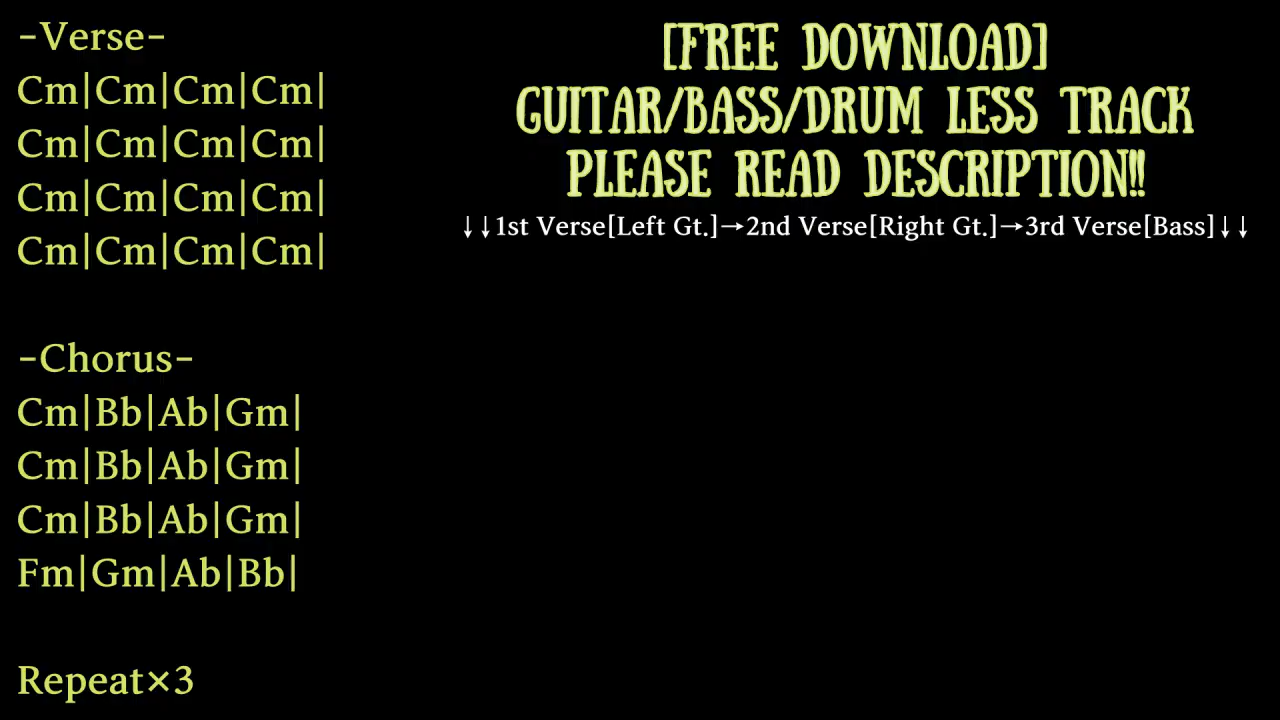 -Verse-
Cm|Cm|Cm|Cm|
Cm|Cm|Cm|Cm|
Cm|Cm|Cm|Cm|
Cm|Cm|Cm|Cm|
-Chorus-
Cm|Bb|Ab|Gm|
Cm|Bb|Ab|Gm|
Cm|Bb|Ab|Gm|
Fm|Gm|Ab|Bb|
Repeat×3
[FREE DOWNLOAD]
GUITAR/BASS/DRUM LESS TRACK
PLEASE READ DESCRIPTION!!
↓↓1st Verse[Left Gt.]→2nd Verse[Right Gt.]→3rd Verse[Bass]↓↓